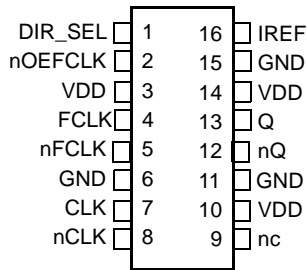 DIR_SEL 1 16 IREF
nOEFCLK 2 15 GND
VDD 3 14 VDD
FCLK 4 13 Q
nFCLK 5 12 nQ
GND 6 11 GND
CLK 7 10 VDD
nCLK 8 9 nc